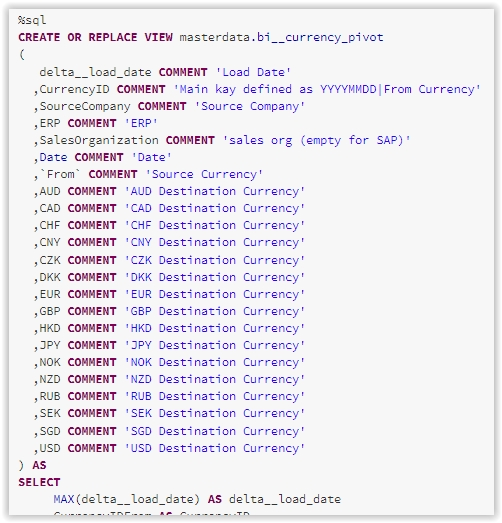 %sql
CREATE OR REPLACE VIEW masterdata.bi__currency_pivot
(
delta__load_date COMMENT 'Load Date'
,CurrencyID COMMENT 'Main kay defined as YYYYMMDD|From Currency'
,SourceCompany COMMENT 'Source Company'
,ERP COMMENT 'ERP'
,SalesOrganization COMMENT 'sales org (empty for SAP)'
,Date COMMENT 'Date'
,`From` COMMENT 'Source Currency'
,AUD COMMENT 'AUD Destination Currency'
,CAD COMMENT 'CAD Destination Currency'
,CHF COMMENT 'CHF Destination Currency'
,CNY COMMENT 'CNY Destination Currency'
,CZK COMMENT 'CZK Destination Currency'
,DKK COMMENT 'DKK Destination Currency'
,EUR COMMENT 'EUR Destination Currency'
,GBP COMMENT 'GBP Destination Currency'
,HKD COMMENT 'HKD Destination Currency'
,JPY COMMENT 'JPY Destination Currency'
,NOK COMMENT 'NOK Destination Currency'
,NZD COMMENT 'NZD Destination Currency'
,RUB COMMENT 'RUB Destination Currency'
,SEK COMMENT 'SEK Destination Currency'
,SGD COMMENT 'SGD Destination Currency'
,USD COMMENT 'USD Destination Currency'
) AS
SELECT
MAX(delta__load_date) AS delta__load_date